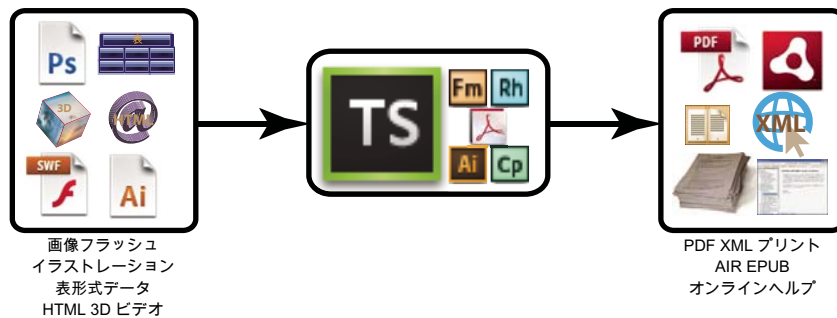 Ps
表
3D
HTML
SWF
Ai
画像フラッシュ
イラストレーション
表形式データ
HTML 3D ビデオ
TS
Fm
Rh
Ai
Cp
PDF
XML
PDF XML プリント
AIR EPUB
オンラインヘルプ